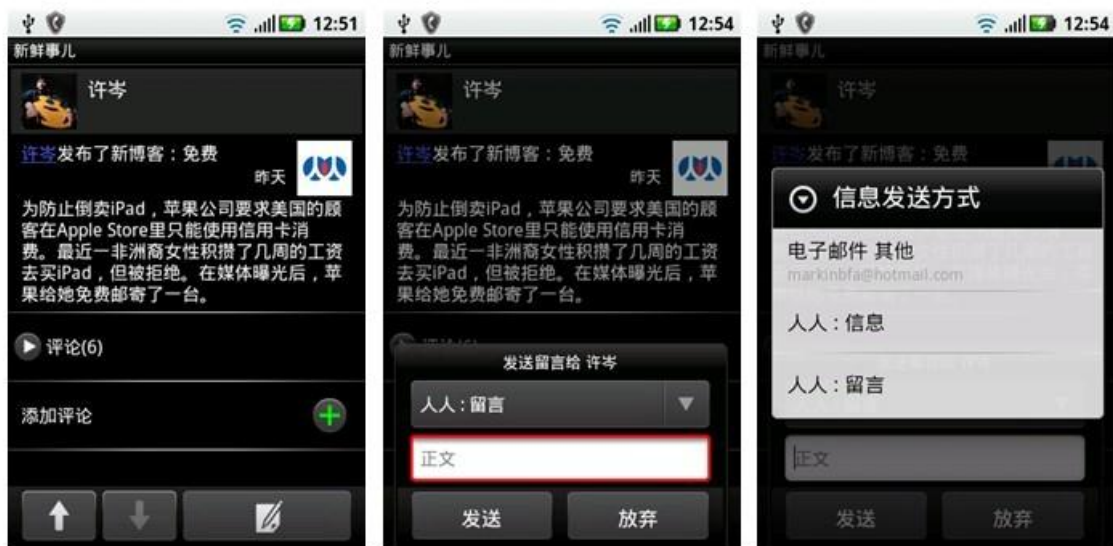 12:51
新鲜事儿
许岑
许岑发布了新博客：免费
昨天
为防止倒卖iPad，苹果公司要求美国的顾
客在Apple Store里只能使用信用卡消
费。最近一非洲裔女性积攒了几周的工资
去买iPad，但被拒绝。在媒体曝光后，苹
果给她免费邮寄了一台。
评论(6)
添加评论
12:54
新鲜事儿
许岑
许岑发布了新博客：免费
昨天
为防止倒卖iPad，苹果公司要求美国的顾
客在Apple Store里只能使用信用卡消
费。最近一非洲裔女性积攒了几周的工资
去买iPad，但被拒绝。在媒体曝光后，苹
果给她免费邮寄了一台。
发送留言给 许岑
人人：留言
正文
发送
放弃
12:54
新鲜事儿
许岑
许岑发布了新博客：免费
信息发送方式
电子邮件 其他
markinbfa@hotmail.com
人人：信息
人人：留言
正文
发送
放弃